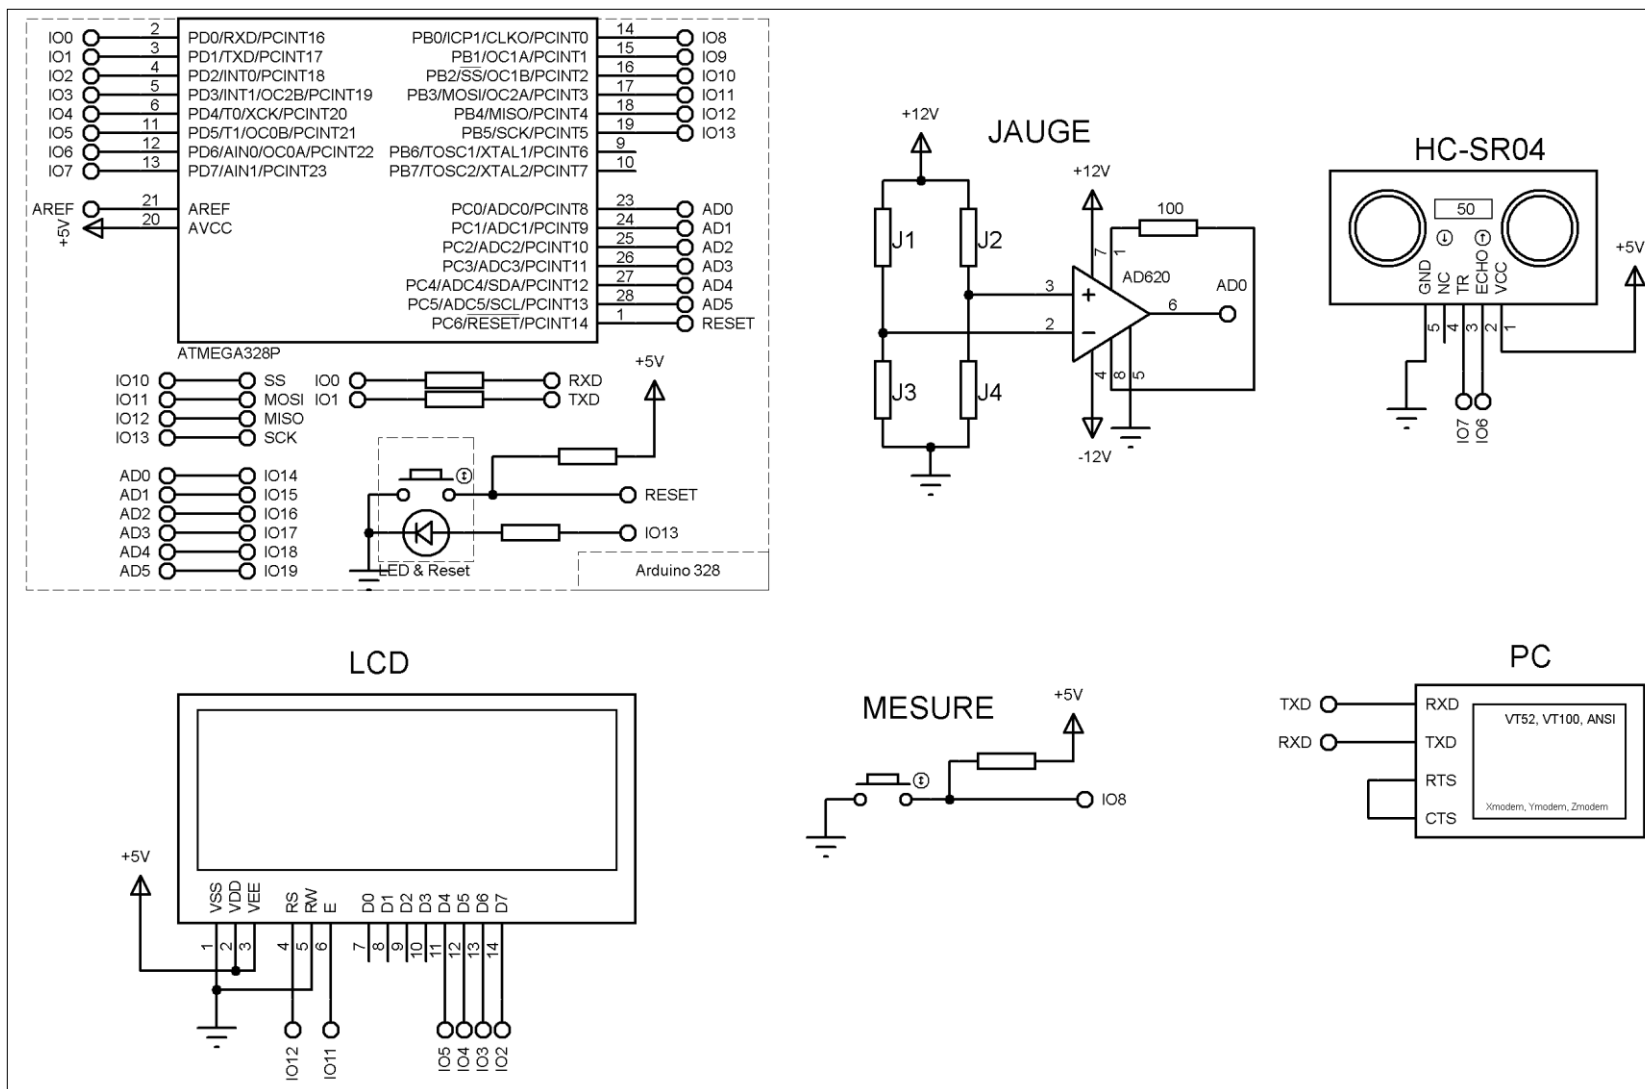 IO0 2 PD0/RXD/PCINT16 PB0/ICP1/CLKO/PCINT0 14 IO8
IO1 3 PD1/TXD/PCINT17 PB1/OC1A/PCINT1 15 IO9
IO2 4 PD2/INT0/PCINT18 PB2/SS/OC1B/PCINT2 16 IO10
IO3 5 PD3/INT1/OC2B/PCINT19 PB3/MOSI/OC2A/PCINT3 17 IO11
IO4 6 PD4/T0/XCK/PCINT20 PB4/MISO/PCINT4 18 IO12
IO5 11 PD5/T1/OC0B/PCINT21 PB5/SCK/PCINT5 19 IO13
IO6 12 PD6/AIN0/OC0A/PCINT22 PB6/TOSC1/XTAL1/PCINT6 9
IO7 13 PD7/AIN1/PCINT23 PB7/TOSC2/XTAL2/PCINT7 10
AREF 21 AREF PC0/ADC0/PCINT8 23 AD0
+5V 20 AVCC PC1/ADC1/PCINT9 24 AD1
PC2/ADC2/PCINT10 25 AD2
PC3/ADC3/PCINT11 26 AD3
PC4/ADC4/SDA/PCINT12 27 AD4
PC5/ADC5/SCL/PCINT13 28 AD5
PC6/RESET/PCINT14 1 RESET
ATMEGA328P
IO10 SS IO0 RXD
IO11 MOSI IO1 TXD
IO12 MISO
IO13 SCK
+5V
AD0 IO14
AD1 IO15 RESET
AD2 IO16
AD3 IO17 IO13
AD4 IO18
AD5 IO19
LED & Reset
Arduino 328
JAUGE
+12V
+12V
100
J1 J2
7 1
AD620
3 +
2 −
6 AD0
J3 J4
4 8 5
-12V
HC-SR04
50
+5V
GND NC TR ECHO VCC
5 4 3 2 1
IO7 IO6
LCD
+5V
VSS VDD VEE RS RW E D0 D1 D2 D3 D4 D5 D6 D7
1 2 3 4 5 6 7 8 9 10 11 12 13 14
IO12 IO11 IO5 IO4 IO3 IO2
MESURE
+5V
IO8
PC
TXD RXD VT52, VT100, ANSI
RXD TXD
RTS
Xmodem, Ymodem, Zmodem
CTS